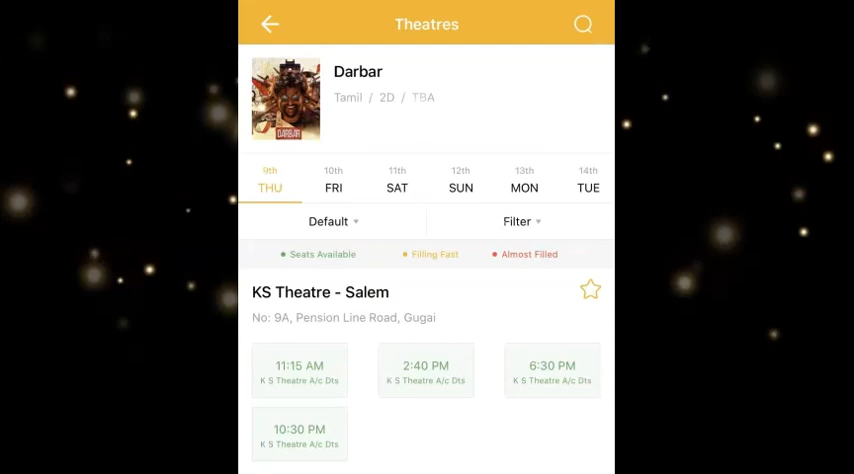 Theatres
DARBAR
Darbar
Tamil / 2D / TBA
9th 10th 11th 12th 13th 14th
THU FRI SAT SUN MON TUE
Default Filter
Seats Available Filling Fast Almost Filled
KS Theatre - Salem
No: 9A, Pension Line Road, Gugai
11:15 AM 2:40 PM 6:30 PM
K S Theatre A/c Dts K S Theatre A/c Dts K S Theatre A/c Dts
10:30 PM
K S Theatre A/c Dts